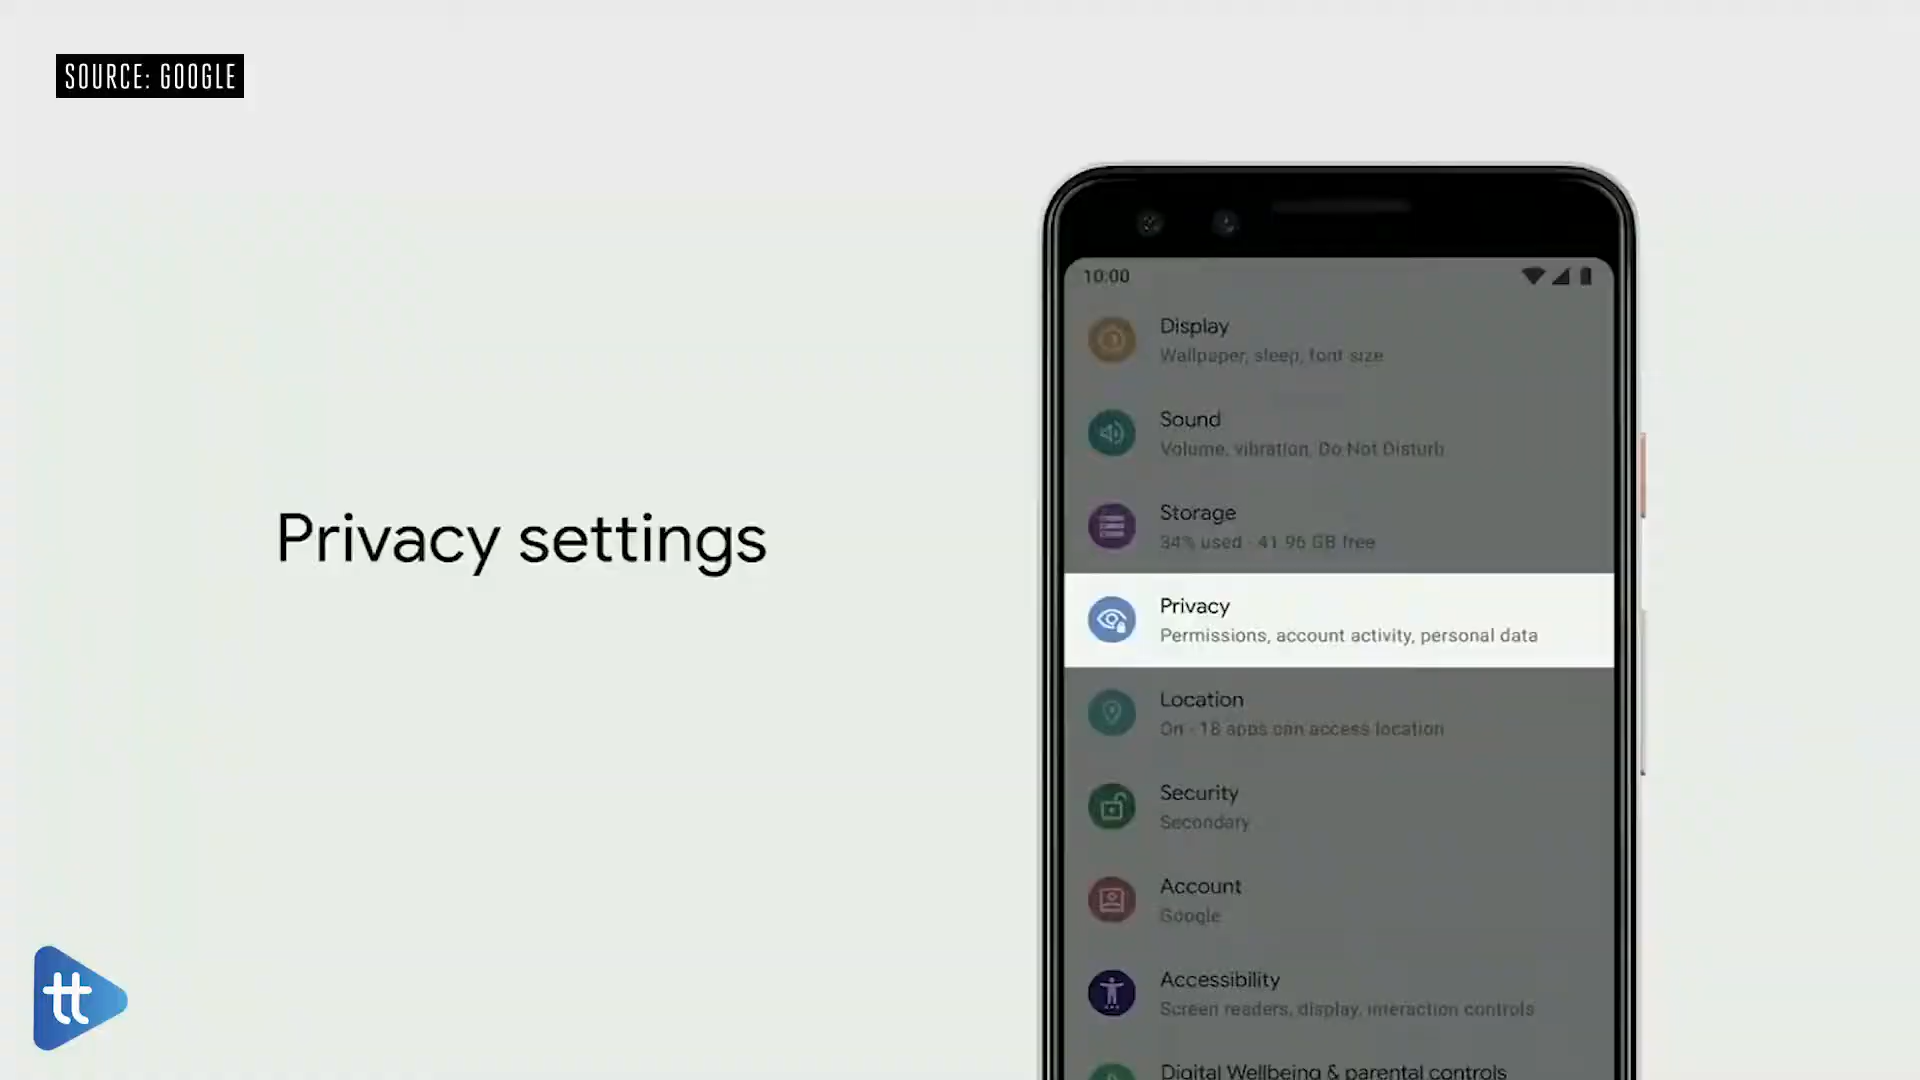 SOURCE: GOOGLE
Privacy settings
10:00
Display
Wallpaper, sleep, font size
Sound
Volume, vibration, Do Not Disturb
Storage
34% used - 41.96 GB free
Privacy
Permissions, account activity, personal data
Location
On - 18 apps can access location
Security
Secondary
Account
Google
Accessibility
Screen readers, display, interaction controls
Digital Wellbeing & parental controls
tt